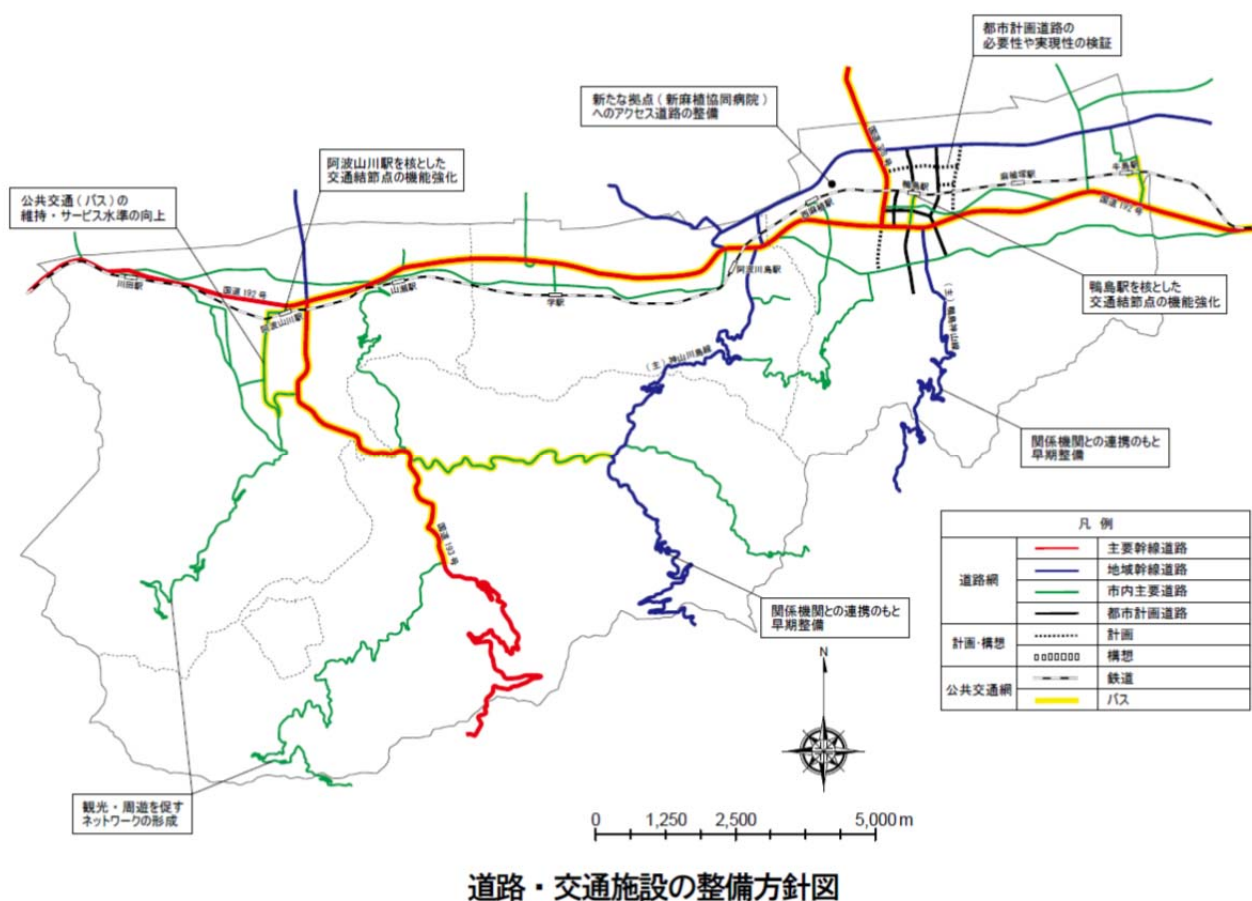 都市計画道路の
必要性や実現性の検証
新たな拠点（新麻植協同病院）
へのアクセス道路の整備
阿波山川駅を核とした
交通結節点の機能強化
公共交通（バス）の
維持・サービス水準の向上
国道192号
川田駅
阿波山川駅
山瀬駅
学駅
阿波川島駅
西麻植駅
鴨島駅
麻植塚駅
牛島駅
国道192号
鴨島駅を核とした
交通結節点の機能強化
（主）神山川島線
（主）鴨島神山線
国道193号
関係機関との連携のもと
早期整備
関係機関との連携のもと
早期整備
観光・周遊を促す
ネットワークの形成
凡 例
道路網
主要幹線道路
地域幹線道路
市内主要道路
都市計画道路
計画・構想
計画
構想
公共交通網
鉄道
バス
N
0 1,250 2,500 5,000m
道路・交通施設の整備方針図